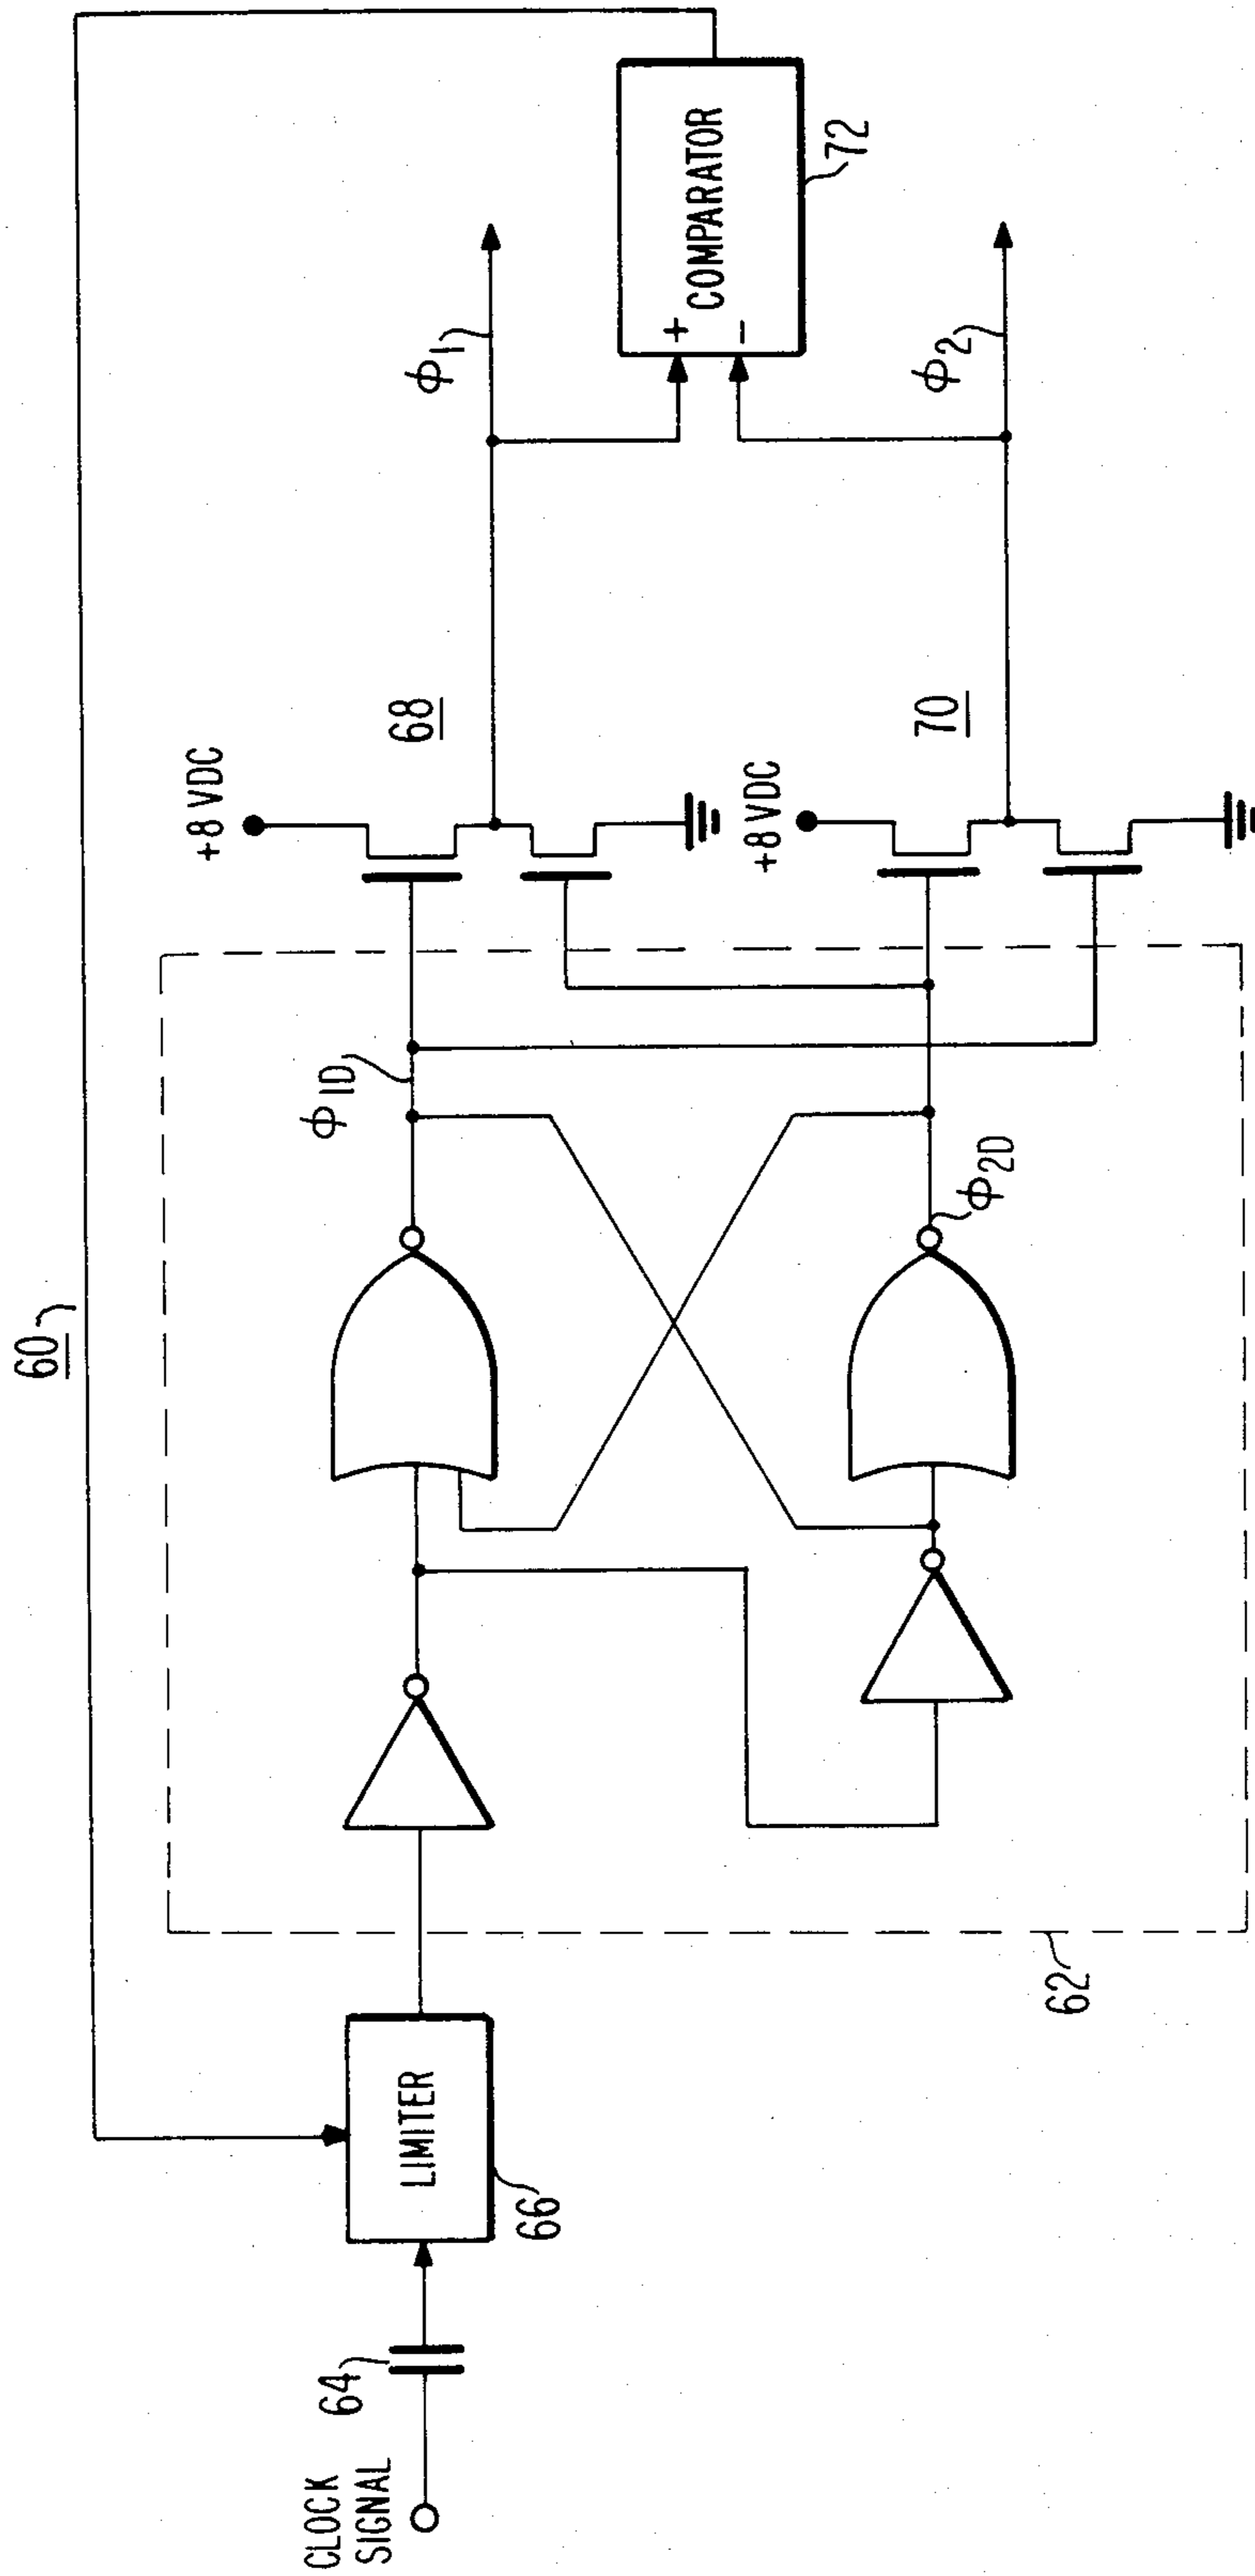 60
CLOCK
SIGNAL
64
LIMITER
66
62
ϕ1D
ϕ2D
+8 VDC
68
+8 VDC
70
ϕ1
ϕ2
+
−
COMPARATOR
72